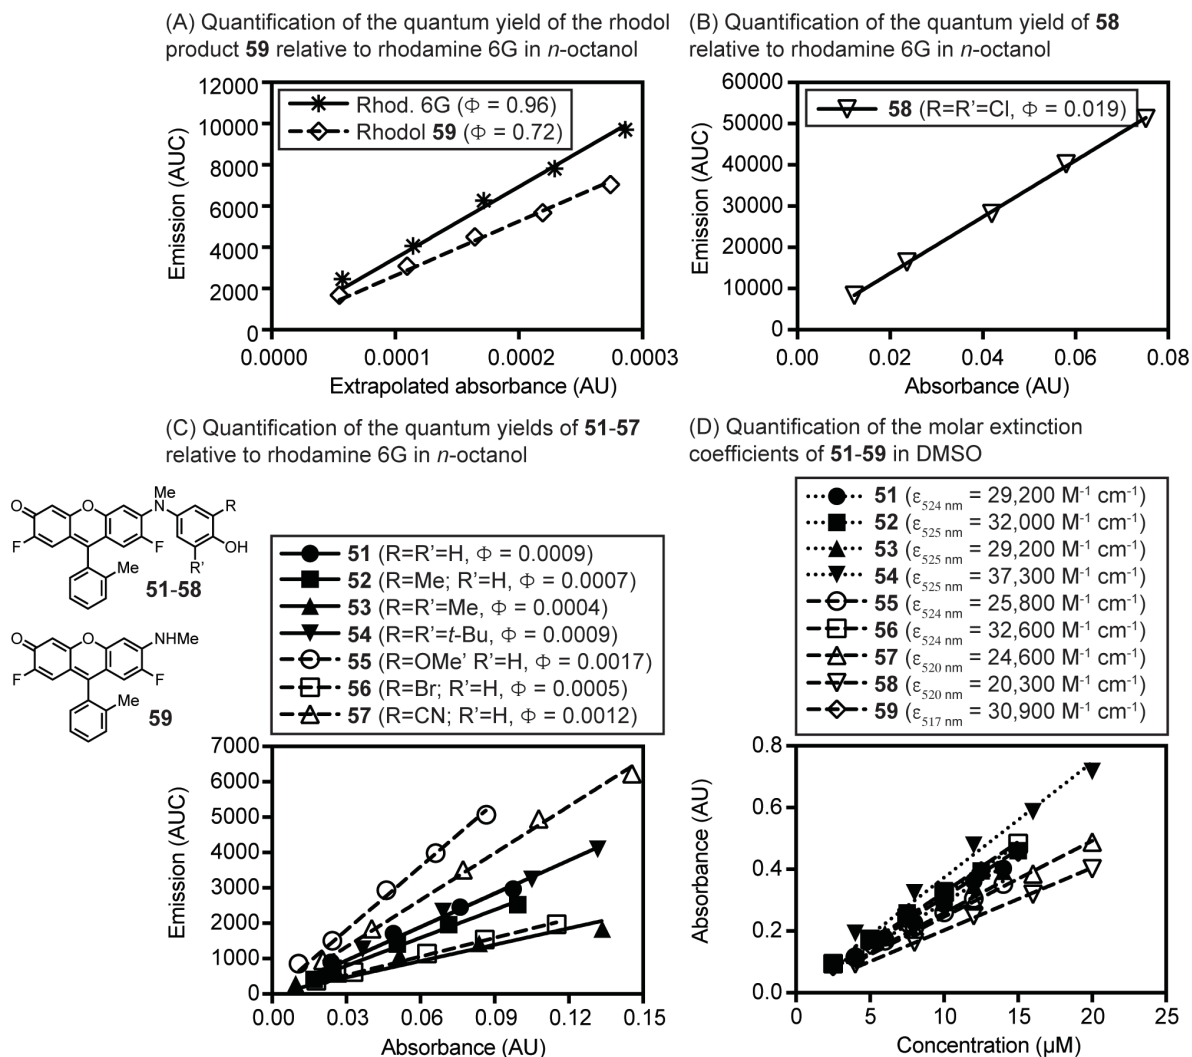 (A) Quantification of the quantum yield of the rhodol
product 59 relative to rhodamine 6G in n-octanol
Rhod. 6G (Φ = 0.96)
Rhodol 59 (Φ = 0.72)
Emission (AUC)
12000
10000
8000
6000
4000
2000
0
0.0000
0.0001
0.0002
0.0003
Extrapolated absorbance (AU)
(B) Quantification of the quantum yield of 58
relative to rhodamine 6G in n-octanol
58 (R=R'=Cl, Φ = 0.019)
Emission (AUC)
60000
50000
40000
30000
20000
10000
0
0.00
0.02
0.04
0.06
0.08
Absorbance (AU)
(C) Quantification of the quantum yields of 51-57
relative to rhodamine 6G in n-octanol
O
O
Me
N
R
F
F
OH
R'
Me
51-58
O
O
NHMe
F
F
Me
59
51 (R=R'=H, Φ = 0.0009)
52 (R=Me; R'=H, Φ = 0.0007)
53 (R=R'=Me, Φ = 0.0004)
54 (R=R'=t-Bu, Φ = 0.0009)
55 (R=OMe' R'=H, Φ = 0.0017)
56 (R=Br; R'=H, Φ = 0.0005)
57 (R=CN; R'=H, Φ = 0.0012)
Emission (AUC)
7000
6000
5000
4000
3000
2000
1000
0
0.00
0.03
0.06
0.09
0.12
0.15
Absorbance (AU)
(D) Quantification of the molar extinction
coefficients of 51-59 in DMSO
51 (ε524 nm = 29,200 M-1 cm-1)
52 (ε525 nm = 32,000 M-1 cm-1)
53 (ε525 nm = 29,200 M-1 cm-1)
54 (ε525 nm = 37,300 M-1 cm-1)
55 (ε524 nm = 25,800 M-1 cm-1)
56 (ε524 nm = 32,600 M-1 cm-1)
57 (ε520 nm = 24,600 M-1 cm-1)
58 (ε520 nm = 20,300 M-1 cm-1)
59 (ε517 nm = 30,900 M-1 cm-1)
Absorbance (AU)
0.8
0.6
0.4
0.2
0.0
0
5
10
15
20
25
Concentration (μM)